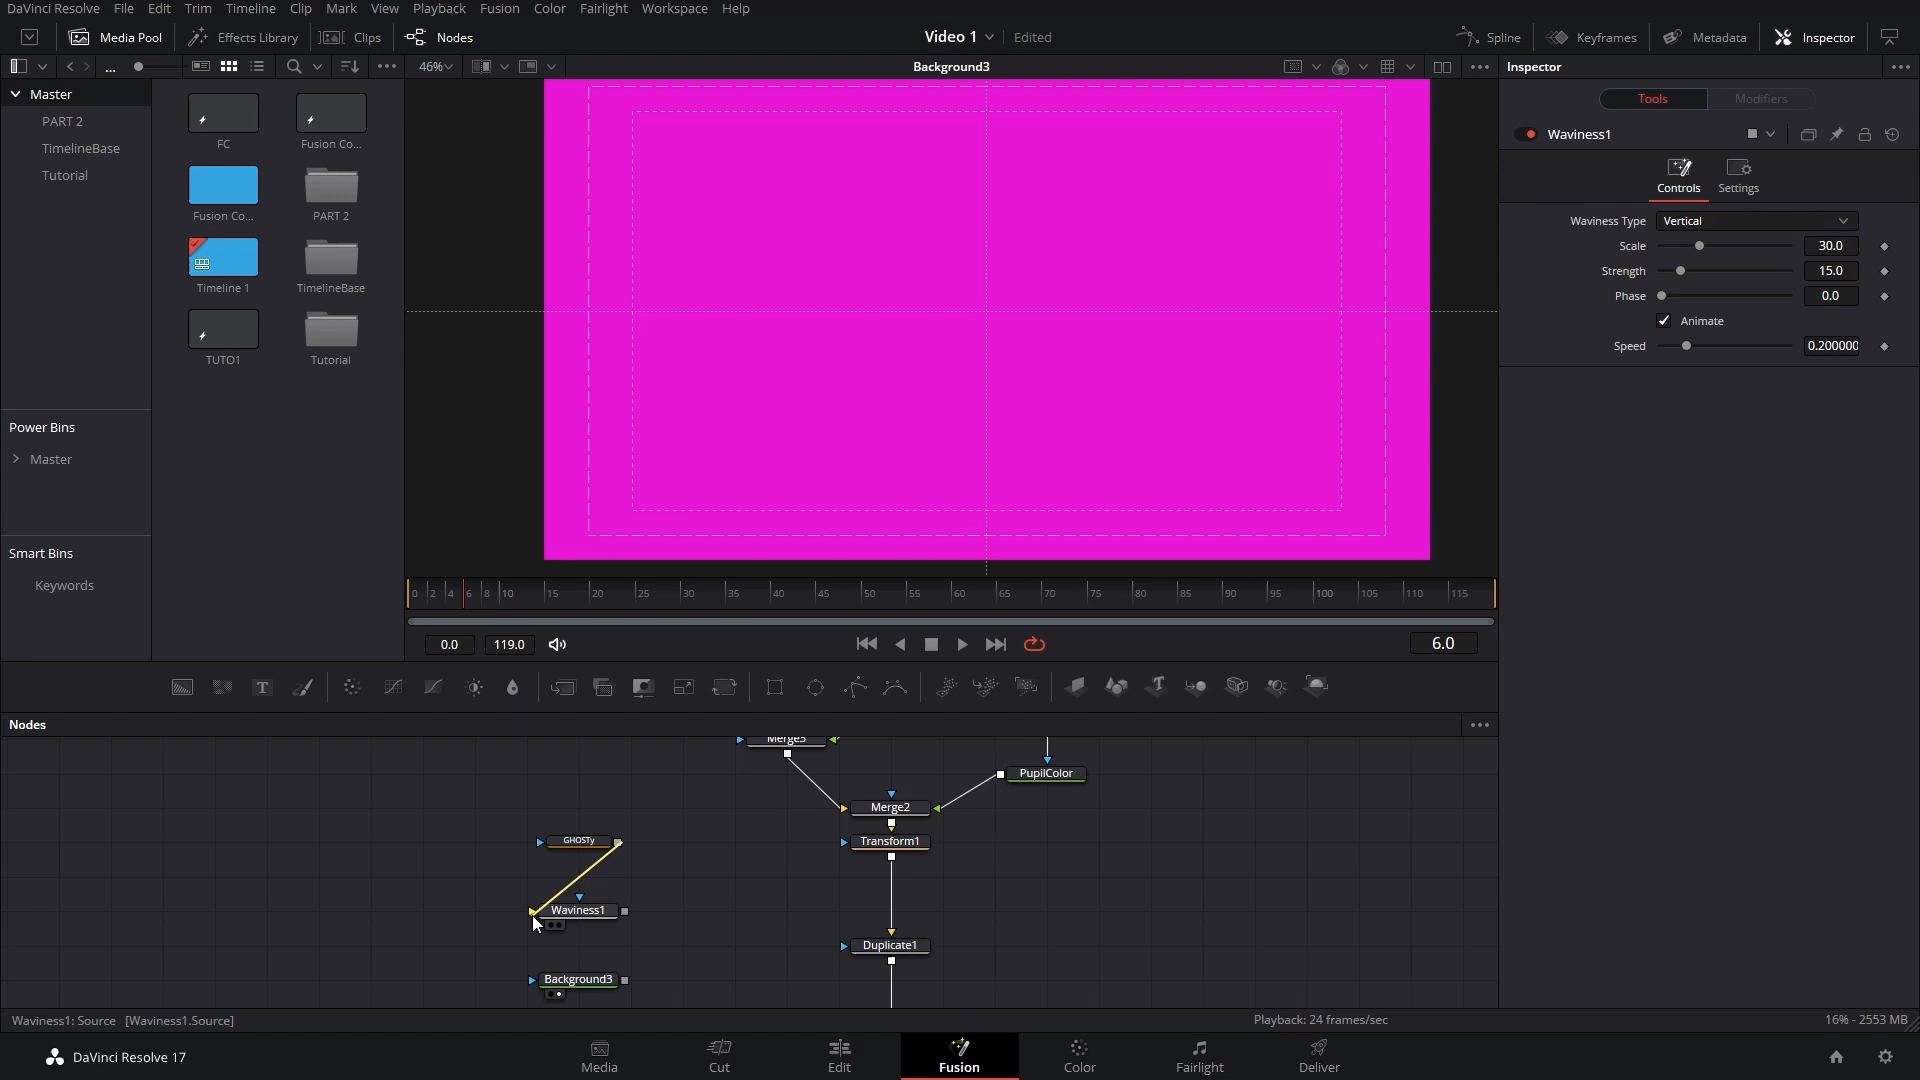 DaVinci Resolve File Edit Trim Timeline Clip Mark View Playback Fusion Color Fairlight Workspace Help
Media Pool Effects Library Clips Nodes Video 1 Edited Spline Keyframes Metadata Inspector
... 46% Background3 Inspector
Master
PART 2
TimelineBase
Tutorial
FC Fusion Co...
Fusion Co... PART 2
Timeline 1 TimelineBase
TUTO1 Tutorial
Power Bins
Master
Smart Bins
Keywords
Tools Modifiers
Waviness1
Controls Settings
Waviness Type Vertical
Scale 30.0
Strength 15.0
Phase 0.0
Animate
Speed 0.200000
0 2 4 6 8 10 15 20 25 30 35 40 45 50 55 60 65 70 75 80 85 90 95 100 105 110 115
0.0 119.0 6.0
Nodes
Merge3
PupilColor
Merge2
GHOSTy Transform1
Waviness1
Duplicate1
Background3
Waviness1: Source [Waviness1.Source] Playback: 24 frames/sec 16% - 2553 MB
DaVinci Resolve 17 Media Cut Edit Fusion Color Fairlight Deliver